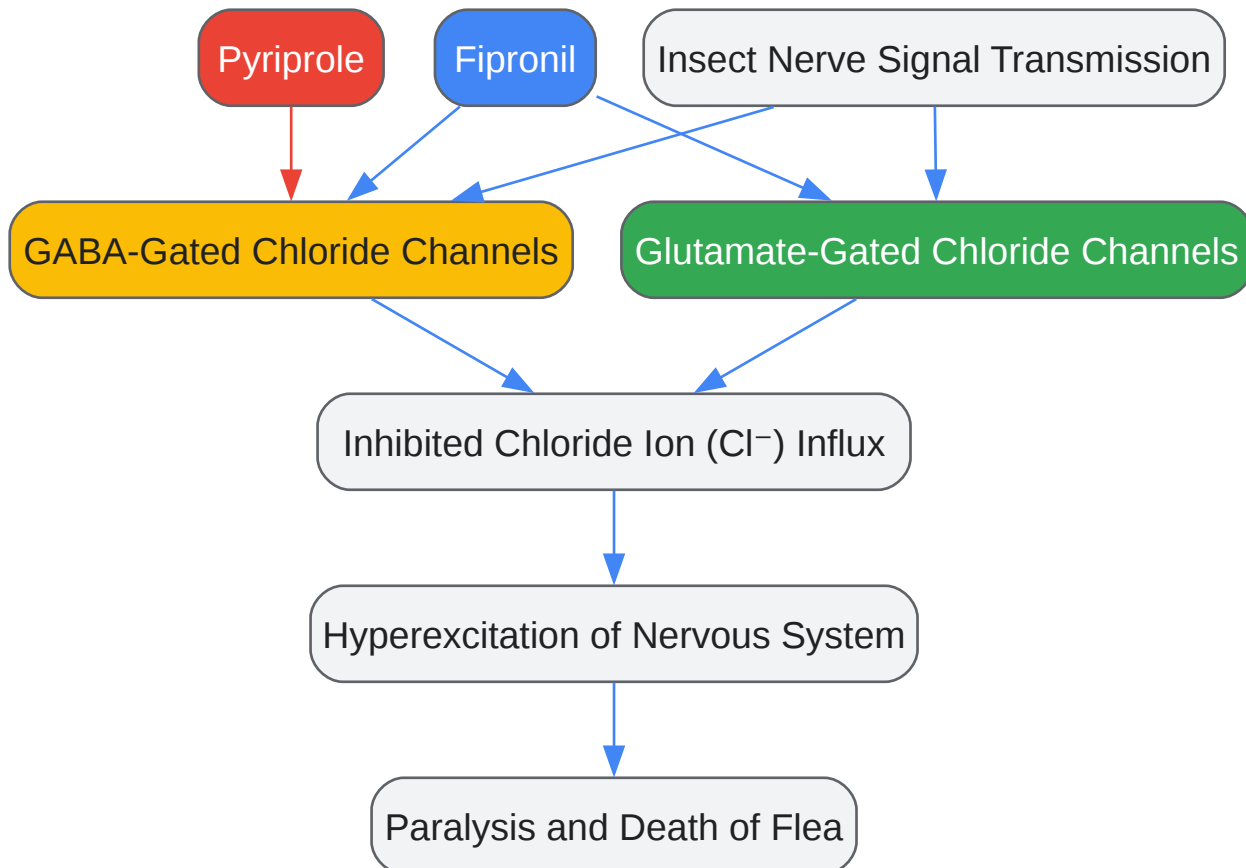 Pyriprole
Fipronil
Insect Nerve Signal Transmission
GABA-Gated Chloride Channels
Glutamate-Gated Chloride Channels
Inhibited Chloride Ion (Cl⁻) Influx
Hyperexcitation of Nervous System
Paralysis and Death of Flea